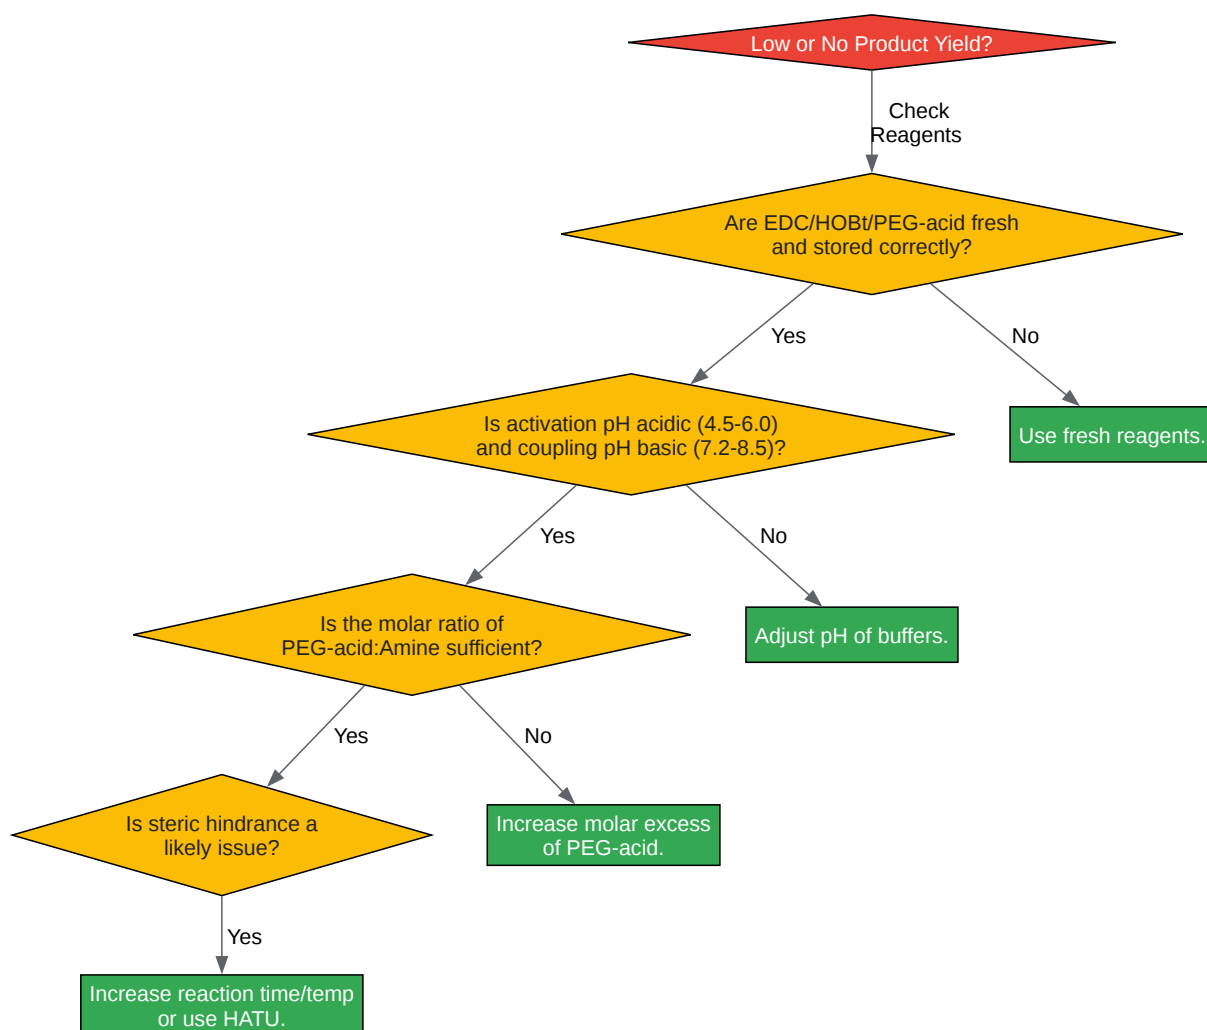 Low or No Product Yield?
Check
Reagents
Are EDC/HOBt/PEG-acid fresh
and stored correctly?
Yes
No
Is activation pH acidic (4.5-6.0)
and coupling pH basic (7.2-8.5)?
Use fresh reagents.
Yes
No
Is the molar ratio of
PEG-acid:Amine sufficient?
Adjust pH of buffers.
Yes
No
Is steric hindrance a
likely issue?
Increase molar excess
of PEG-acid.
Yes
Increase reaction time/temp
or use HATU.